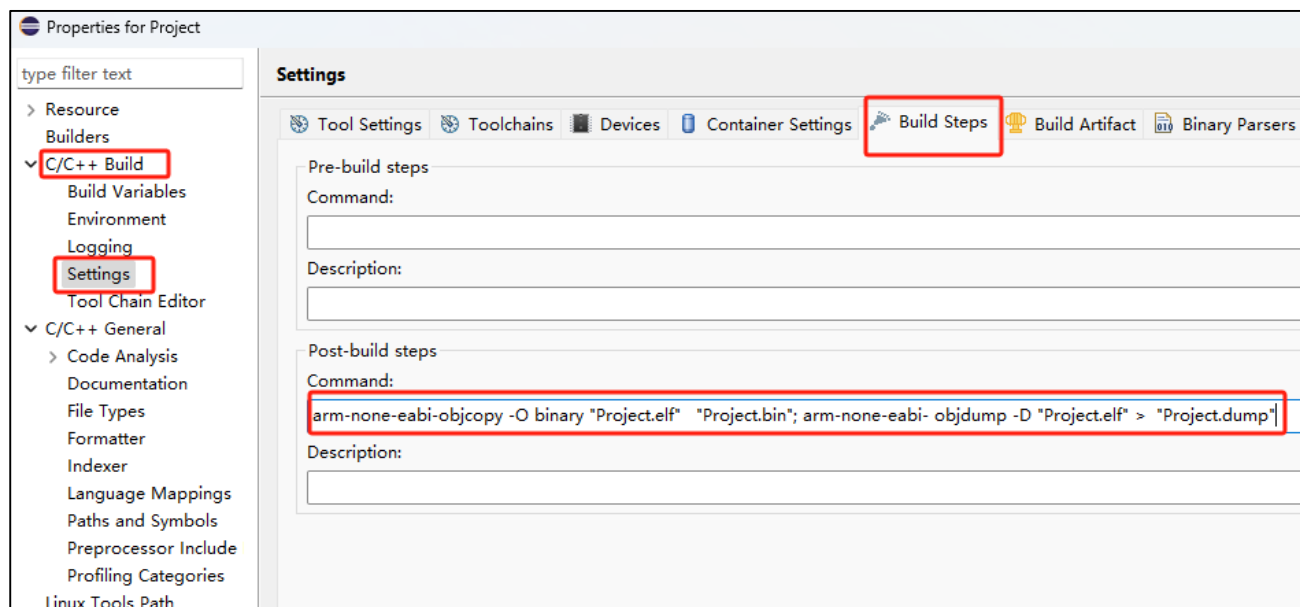 Properties for Project
type filter text
Resource
Builders
C/C++ Build
Build Variables
Environment
Logging
Settings
Tool Chain Editor
C/C++ General
Code Analysis
Documentation
File Types
Formatter
Indexer
Language Mappings
Paths and Symbols
Preprocessor Include
Profiling Categories
Linux Tools Path
Settings
Tool Settings Toolchains Devices Container Settings Build Steps Build Artifact Binary Parsers
Pre-build steps
Command:
Description:
Post-build steps
Command:
arm-none-eabi-objcopy -O binary "Project.elf"   "Project.bin"; arm-none-eabi- objdump -D "Project.elf" >  "Project.dump"
Description: